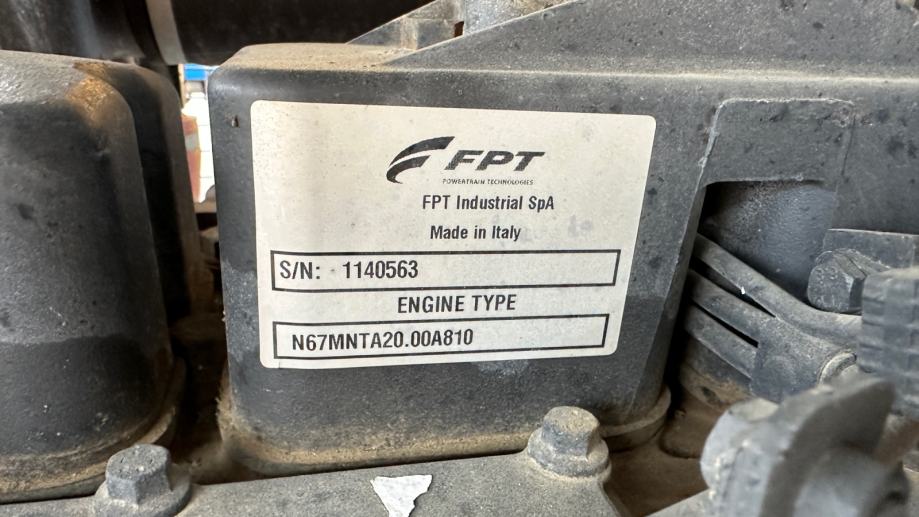 FPT
POWERTRAIN TECHNOLOGIES
FPT Industrial SpA
Made in Italy
S/N: 1140563
ENGINE TYPE
N67MNTA20.00A810